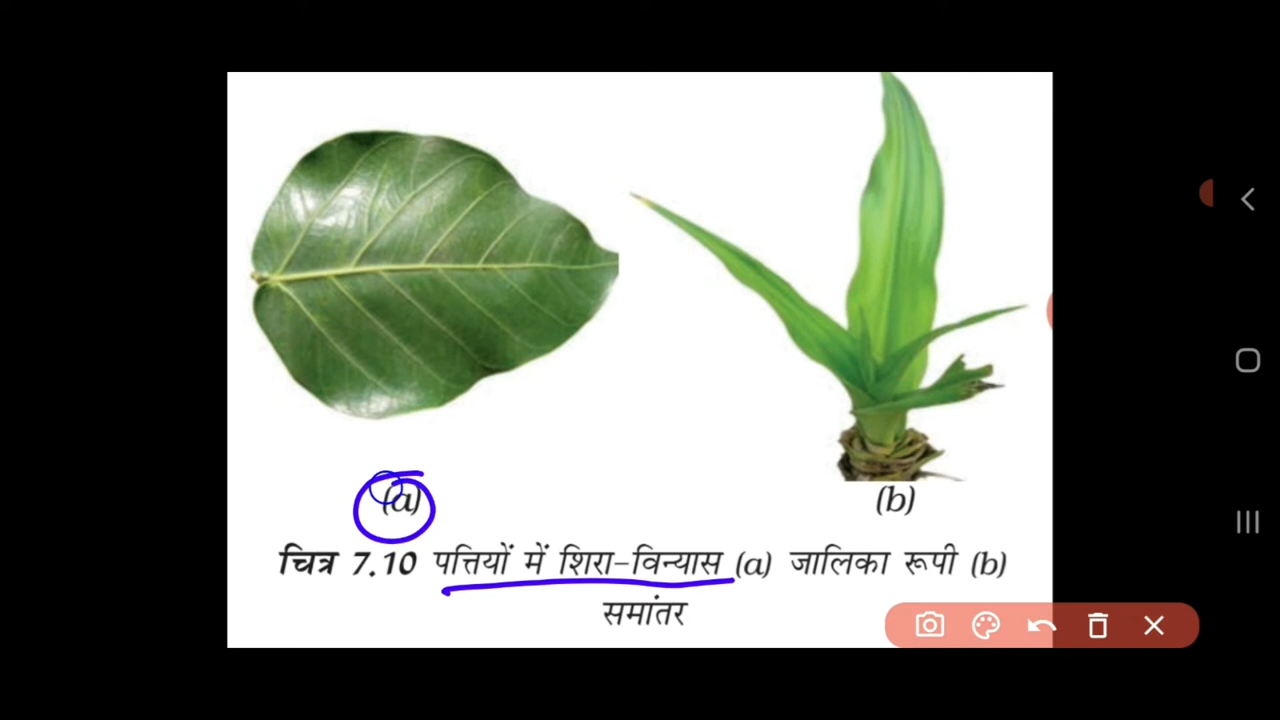 (a)
(b)
चित्र 7.10 पत्तियों में शिरा-विन्यास (a) जालिका रूपी (b)
समांतर